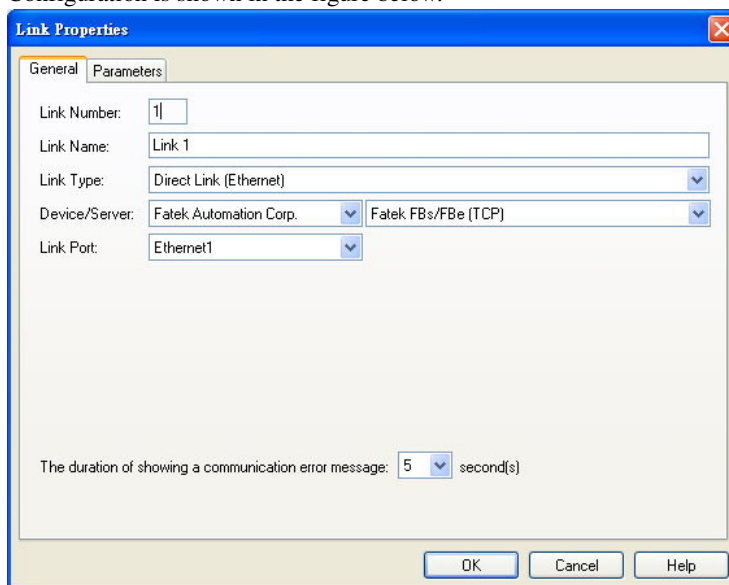 Configuration is shown in the figure below.
Link Properties
General Parameters
Link Number: 1
Link Name: Link 1
Link Type: Direct Link (Ethernet)
Device/Server: Fatek Automation Corp. Fatek FBs/FBe (TCP)
Link Port: Ethernet1
The duration of showing a communication error message: 5 second(s)
OK Cancel Help